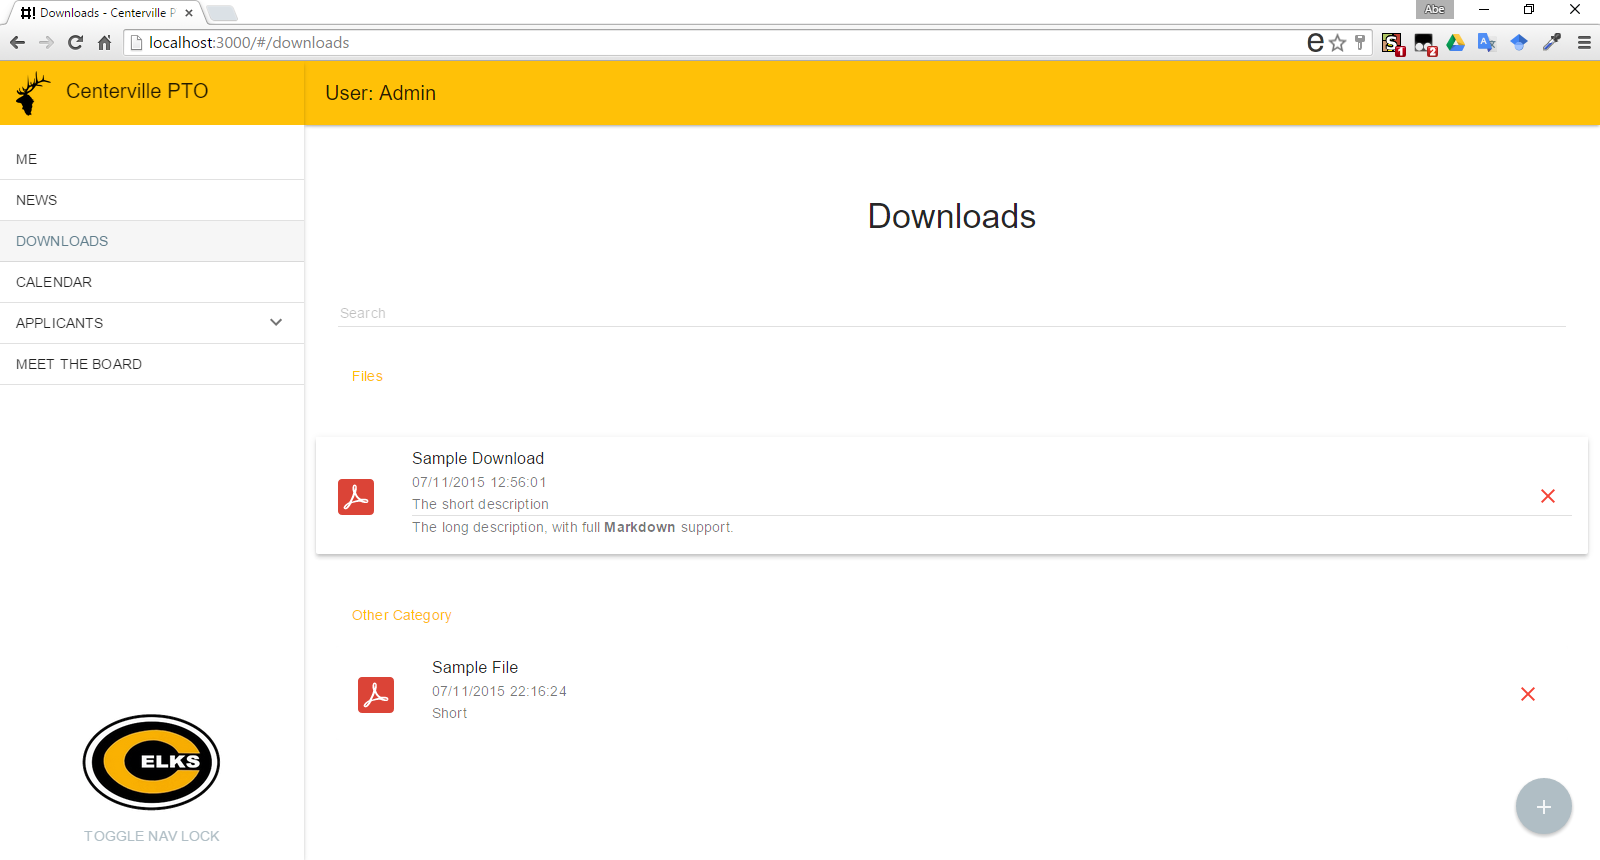 #! Downloads - Centerville P
Abe
localhost:3000/#/downloads
1
2
Centerville PTO
User: Admin
ME
NEWS
DOWNLOADS
CALENDAR
APPLICANTS
MEET THE BOARD
Downloads
Search
Files
Sample Download
07/11/2015 12:56:01
The short description
The long description, with full Markdown support.
Other Category
Sample File
07/11/2015 22:16:24
Short
C ELKS
TOGGLE NAV LOCK